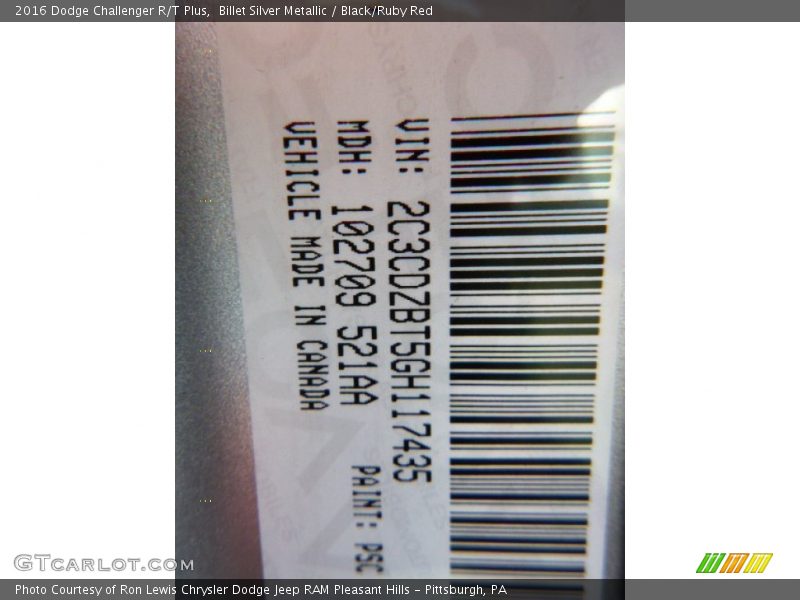 2016 Dodge Challenger R/T Plus,  Billet Silver Metallic / Black/Ruby Red
VIN: 2C3CDZBT5GH117435
MDH: 102709 521AA PAINT: PSC
VEHICLE MADE IN CANADA
GTCARLOT.COM
Photo Courtesy of Ron Lewis Chrysler Dodge Jeep RAM Pleasant Hills - Pittsburgh, PA